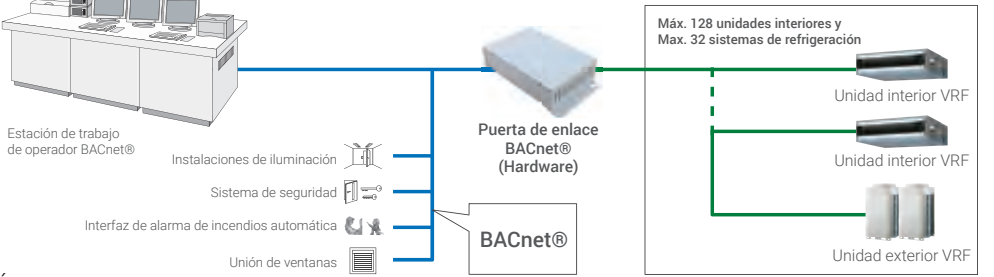 Máx. 128 unidades interiores y
Max. 32 sistemas de refrigeración
Unidad interior VRF
Puerta de enlace
BACnet®
(Hardware)
Estación de trabajo
de operador BACnet®
Unidad interior VRF
Instalaciones de iluminación
Sistema de seguridad
Interfaz de alarma de incendios automática
BACnet®
Unidad exterior VRF
Unión de ventanas